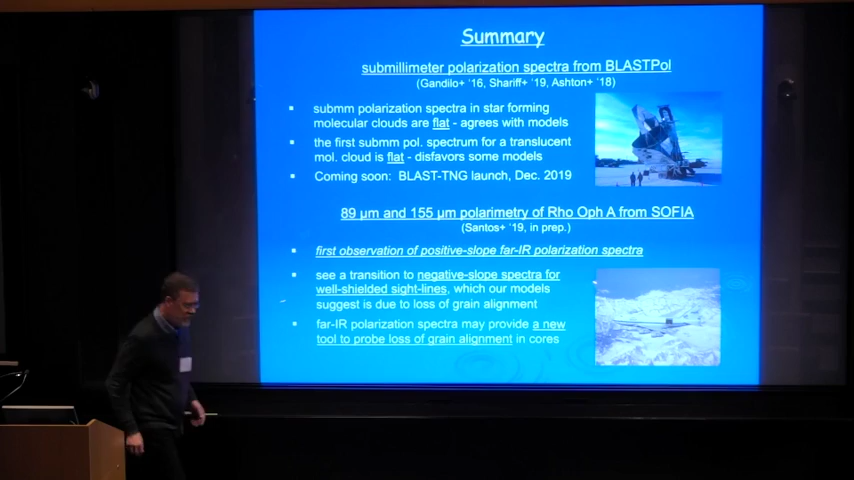 Summary
submillimeter polarization spectra from BLASTPol
(Gandilo+ '16, Shariff+ '19, Ashton+ '18)
▪ submm polarization spectra in star forming
molecular clouds are flat - agrees with models
▪ the first submm pol. spectrum for a translucent
mol. cloud is flat - disfavors some models
▪ Coming soon: BLAST-TNG launch, Dec. 2019
89 μm and 155 μm polarimetry of Rho Oph A from SOFIA
(Santos+ '19, in prep.)
▪ first observation of positive-slope far-IR polarization spectra
▪ see a transition to negative-slope spectra for
well-shielded sight-lines, which our models
suggest is due to loss of grain alignment
▪ far-IR polarization spectra may provide a new
tool to probe loss of grain alignment in cores